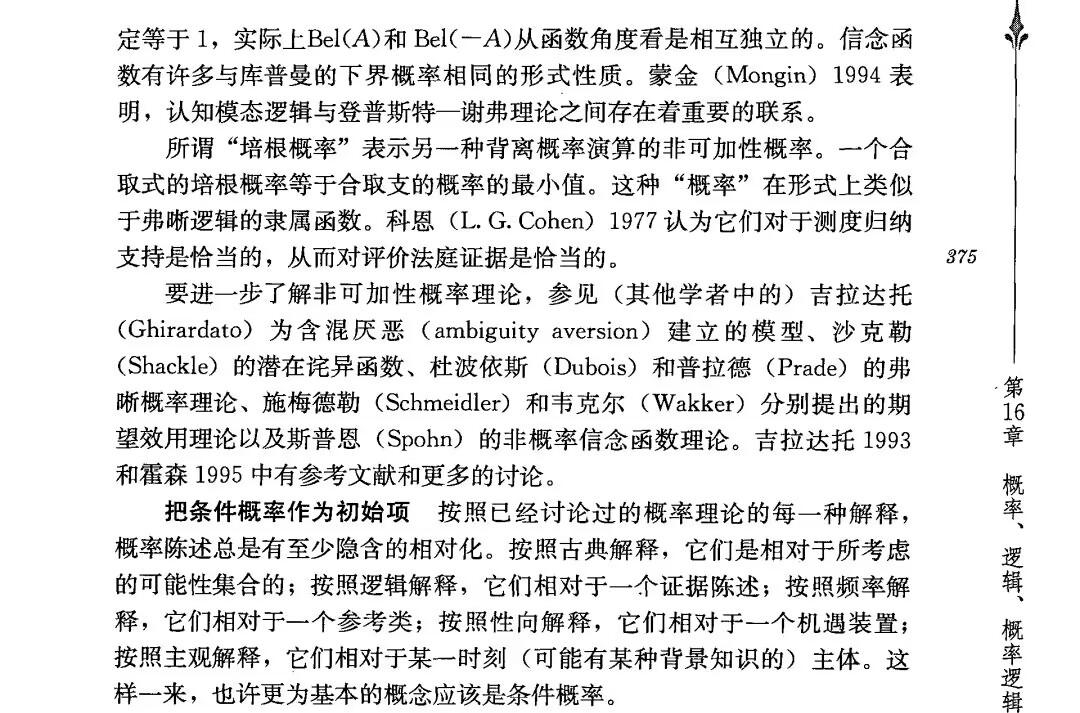 定等于 1，实际上Bel(A)和 Bel(－A)从函数角度看是相互独立的。信念函
数有许多与库普曼的下界概率相同的形式性质。蒙金（Mongin）1994 表
明，认知模态逻辑与登普斯特—谢弗理论之间存在着重要的联系。
所谓“培根概率”表示另一种背离概率演算的非可加性概率。一个合
取式的培根概率等于合取支的概率的最小值。这种“概率”在形式上类似
于弗晰逻辑的隶属函数。科恩（L. G. Cohen）1977 认为它们对于测度归纳
支持是恰当的，从而对评价法庭证据是恰当的。
要进一步了解非可加性概率理论，参见（其他学者中的）吉拉达托
(Ghirardato）为含混厌恶（ambiguity aversion）建立的模型、沙克勒
(Shackle）的潜在诧异函数、杜波依斯（Dubois）和普拉德（Prade）的弗
晰概率理论、施梅德勒（Schmeidler）和韦克尔（Wakker）分别提出的期
望效用理论以及斯普恩（Spohn）的非概率信念函数理论。吉拉达托 1993
和霍森 1995 中有参考文献和更多的讨论。
把条件概率作为初始项　按照已经讨论过的概率理论的每一种解释，
概率陈述总是有至少隐含的相对化。按照古典解释，它们是相对于所考虑
的可能性集合的；按照逻辑解释，它们相对于一个证据陈述；按照频率解
释，它们相对于一个参考类；按照性向解释，它们相对于一个机遇装置；
按照主观解释，它们相对于某一时刻（可能有某种背景知识的）主体。这
样一来，也许更为基本的概念应该是条件概率。
375
第16章　概率、逻辑、概率逻辑